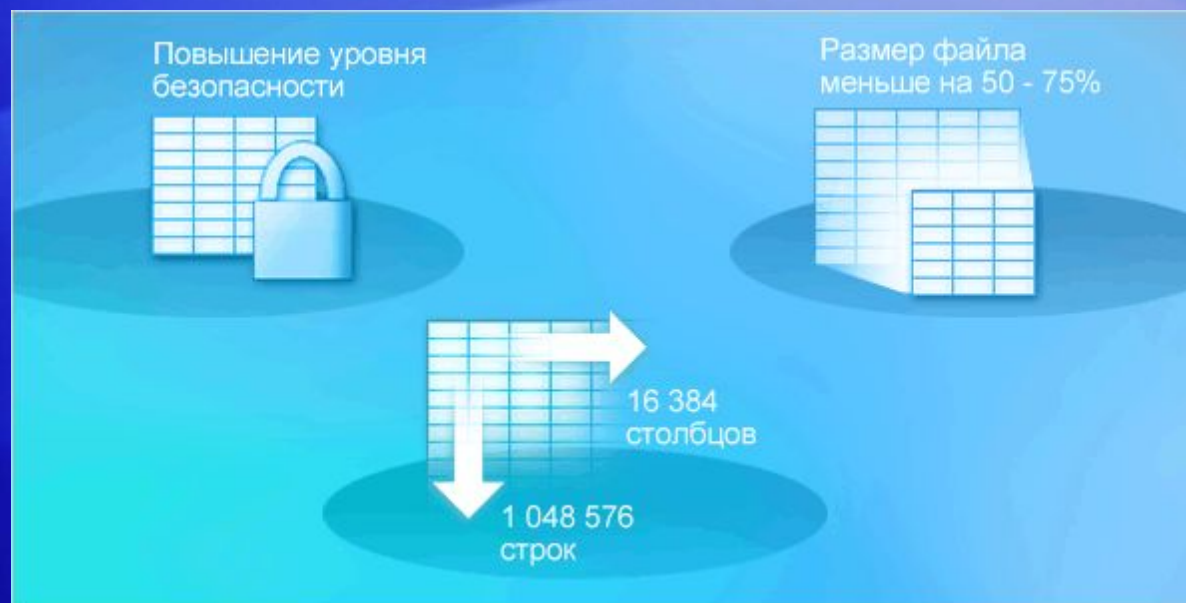 Повышение уровня
безопасности
Размер файла
меньше на 50 - 75%
16 384
столбцов
1 048 576
строк